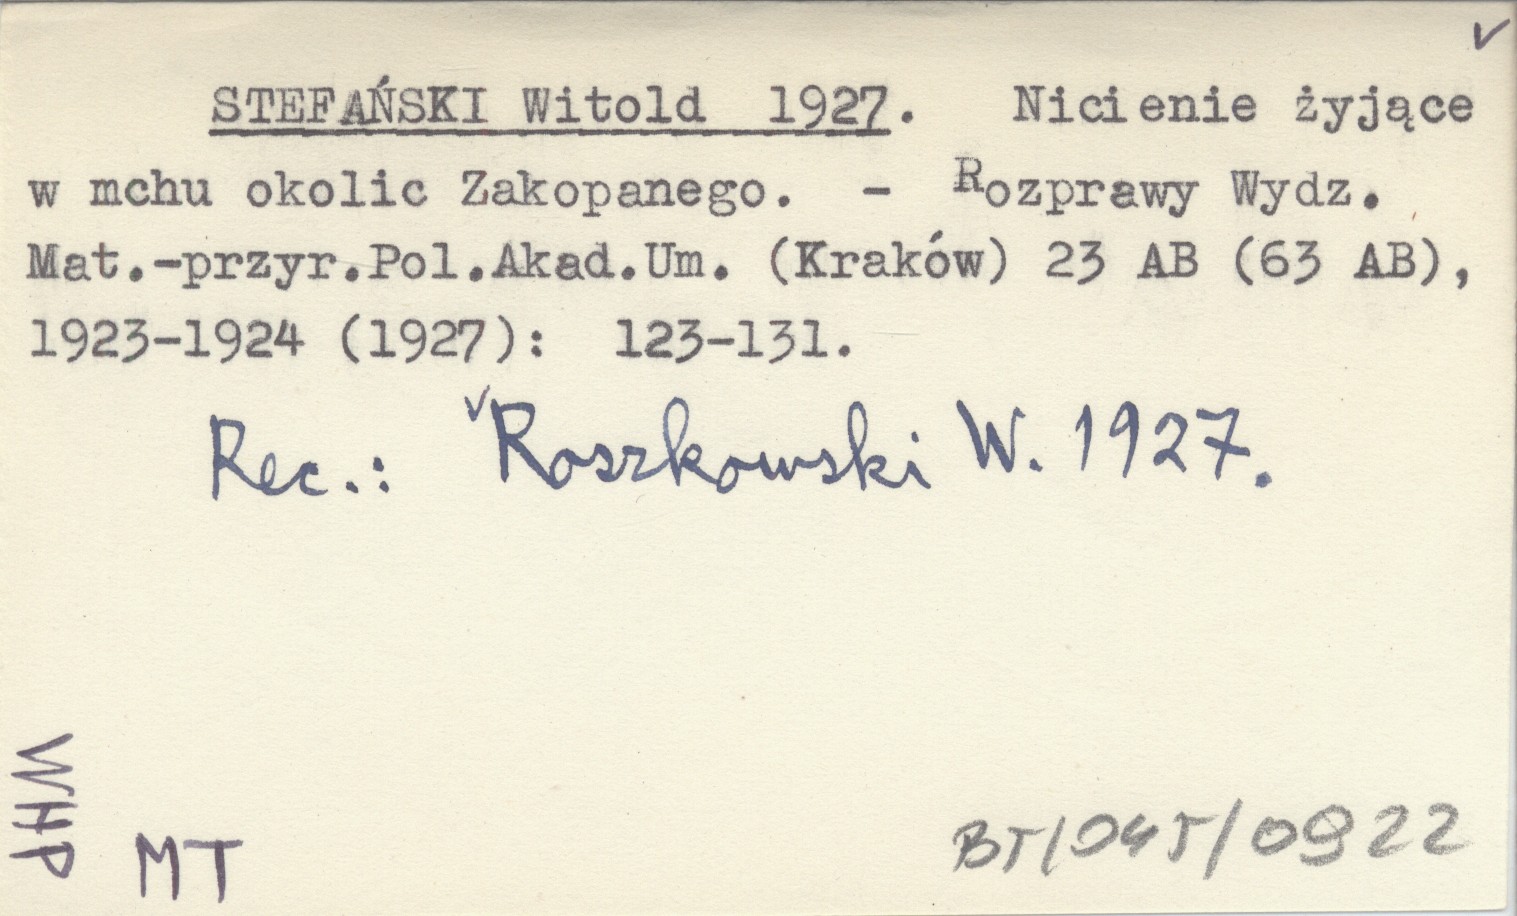 STEFAŃSKI Witold 1927. Nicienie żyjące
w mchu okolic Zakopanego. - Rozprawy Wydz.
Mat.-przyr.Pol.Akad.Um. (Kraków) 23 AB (63 AB),
1923-1924 (1927): 123-131.
Rec.: Roszkowski W. 1927.
WHP
MT
BT/045/0922